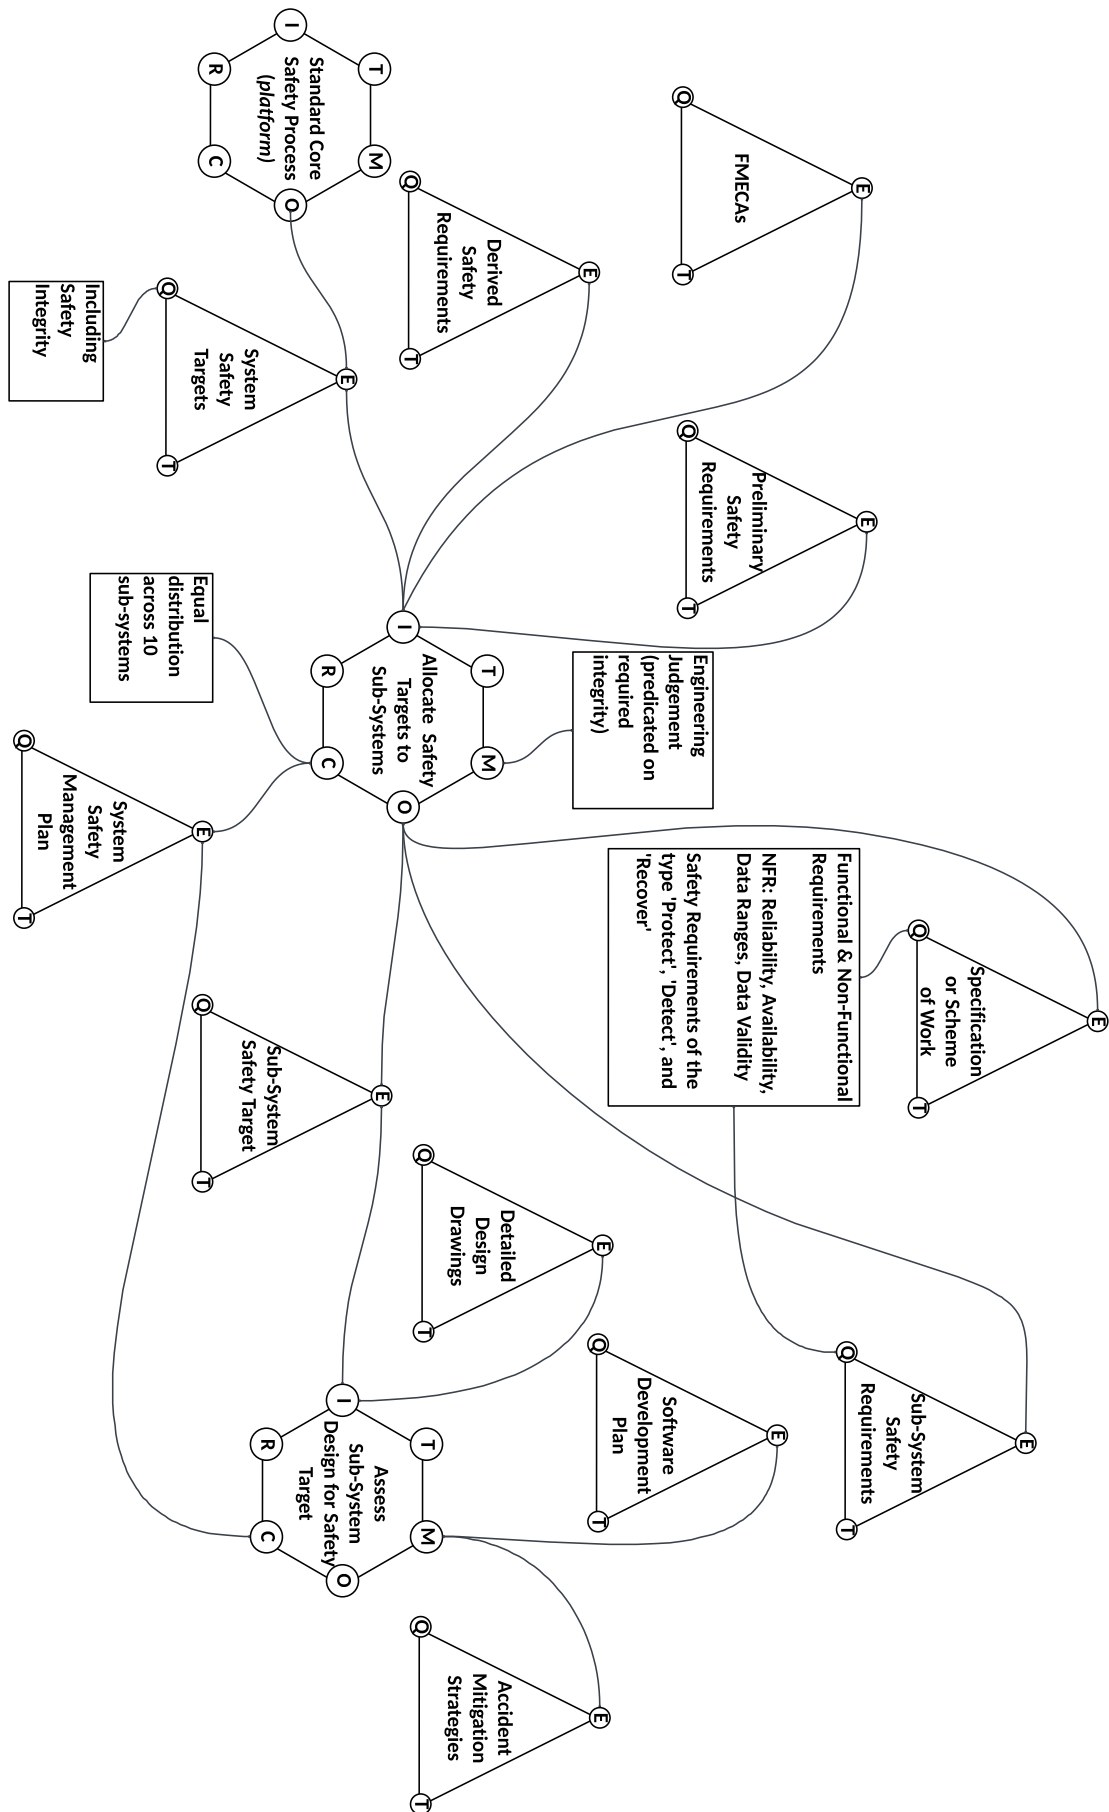 I
T
M
O
C
R
Standard Core
Safety Process
(platform)
E
Q
T
FMECAs
E
Q
T
Derived
Safety
Requirements
E
Q
T
System
Safety
Targets
Including
Safety
Integrity
E
Q
T
Preliminary
Safety
Requirements
I
T
M
O
C
R
Allocate Safety
Targets to
Sub-Systems
Engineering
Judgement
(predicated on
required
integrity)
Equal
distribution
across 10
sub-systems
E
Q
T
System
Safety
Management
Plan
E
Q
T
Specification
or Scheme
of Work
Functional & Non-Functional
Requirements
NFR: Reliability, Availability,
Data Ranges, Data Validity
Safety Requirements of the
type 'Protect', 'Detect', and
'Recover'
E
Q
T
Sub-System
Safety Target
E
Q
T
Detailed
Design
Drawings
E
Q
T
Sub-System
Safety
Requirements
E
Q
T
Software
Development
Plan
I
T
M
O
C
R
Assess
Sub-System
Design for Safety
Target
E
Q
T
Accident
Mitigation
Strategies